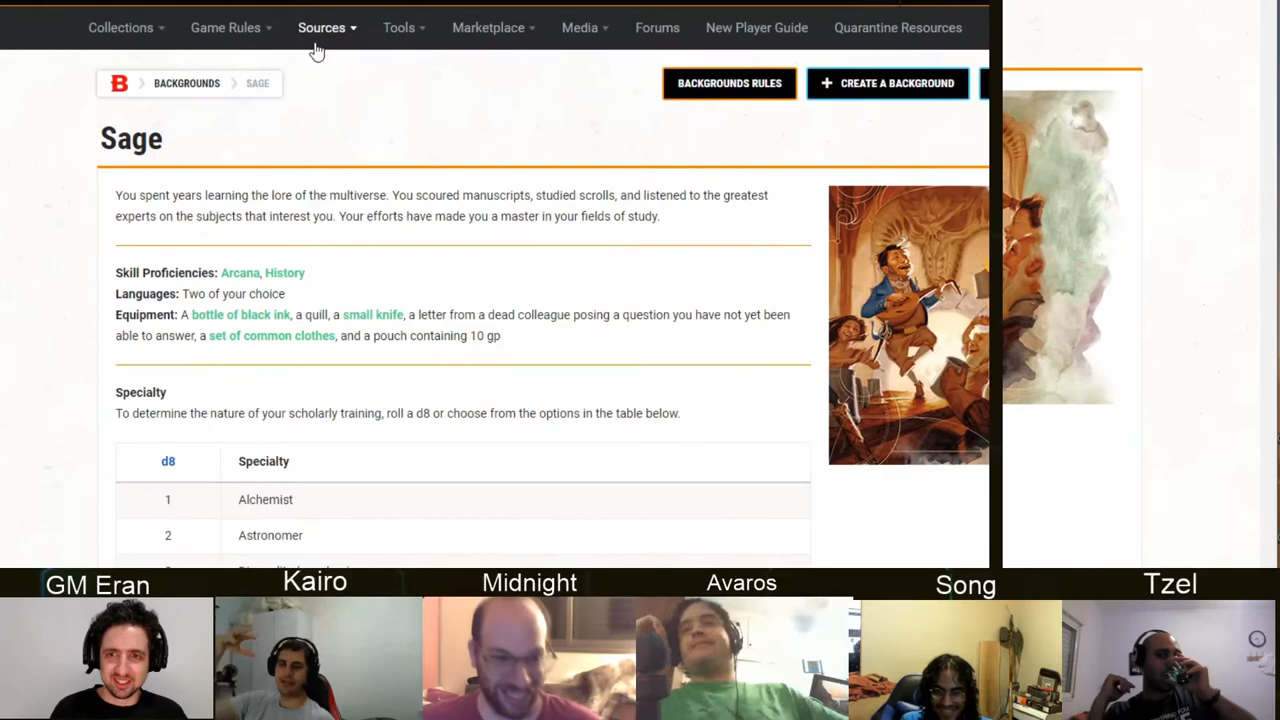 Collections Game Rules Sources Tools Marketplace Media Forums New Player Guide Quarantine Resources
B BACKGROUNDS SAGE
BACKGROUNDS RULES
+ CREATE A BACKGROUND
Sage
You spent years learning the lore of the multiverse. You scoured manuscripts, studied scrolls, and listened to the greatest
experts on the subjects that interest you. Your efforts have made you a master in your fields of study.
Skill Proficiencies: Arcana, History
Languages: Two of your choice
Equipment: A bottle of black ink, a quill, a small knife, a letter from a dead colleague posing a question you have not yet been
able to answer, a set of common clothes, and a pouch containing 10 gp
Specialty
To determine the nature of your scholarly training, roll a d8 or choose from the options in the table below.
d8 Specialty
1 Alchemist
2 Astronomer
GM Eran Kairo Midnight Avaros Song Tzel